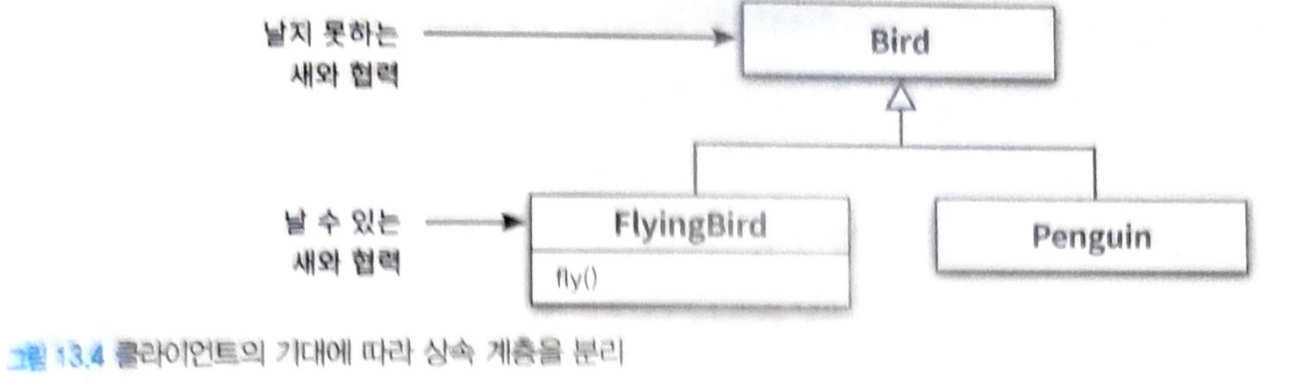 날지 못하는
새와 협력
Bird
날 수 있는
새와 협력
FlyingBird
fly()
Penguin
그림 13.4 클라이언트의 기대에 따라 상속 계층을 분리